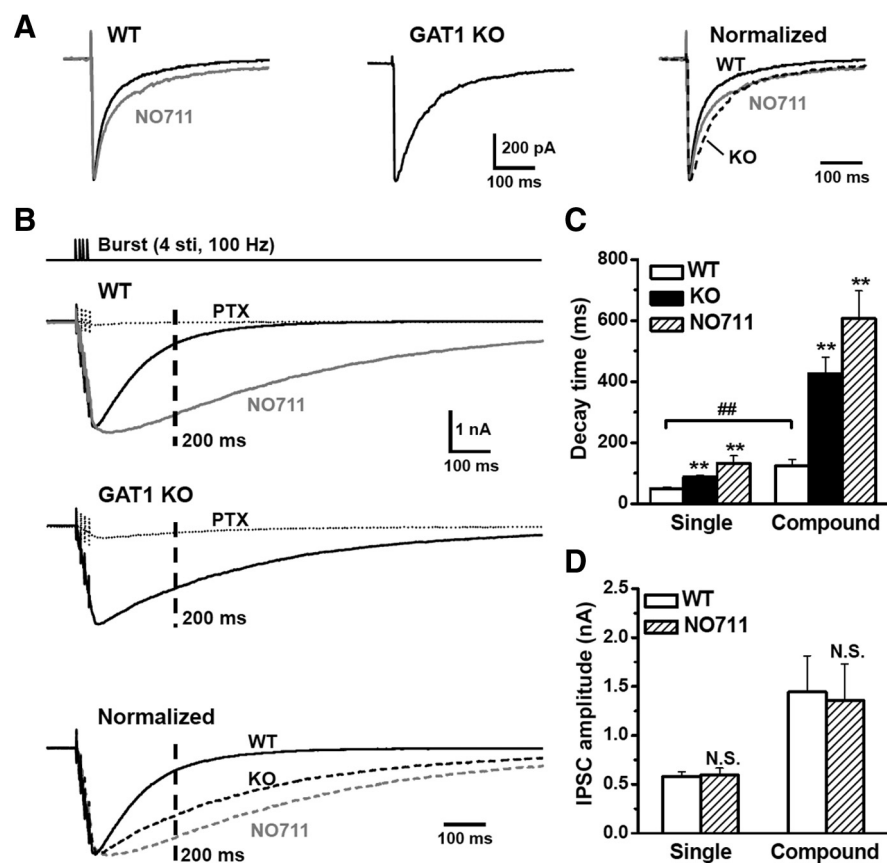 A
WT
NO711
GAT1 KO
200 pA
100 ms
Normalized
WT
NO711
KO
100 ms
B
Burst (4 sti, 100 Hz)
WT
PTX
NO711
200 ms
1 nA
100 ms
GAT1 KO
PTX
200 ms
Normalized
WT
KO
NO711
200 ms
100 ms
C
Decay time (ms)
800
600
400
200
0
WT
KO
NO711
##
**
**
**
**
Single
Compound
D
IPSC amplitude (nA)
2.5
2.0
1.5
1.0
0.5
0.0
WT
NO711
N.S.
N.S.
Single
Compound